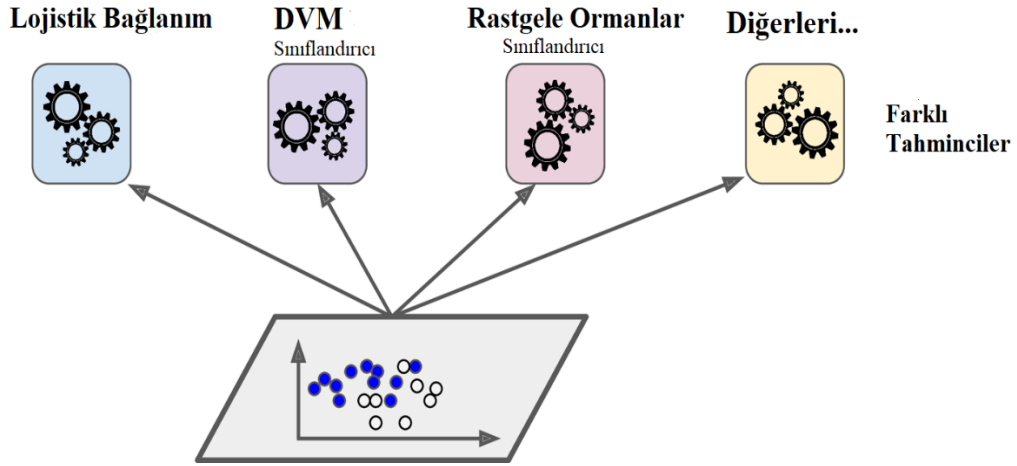 Lojistik Bağlanım
DVM
Sınıflandırıcı
Rastgele Ormanlar
Sınıflandırıcı
Diğerleri...
Farklı
Tahminciler